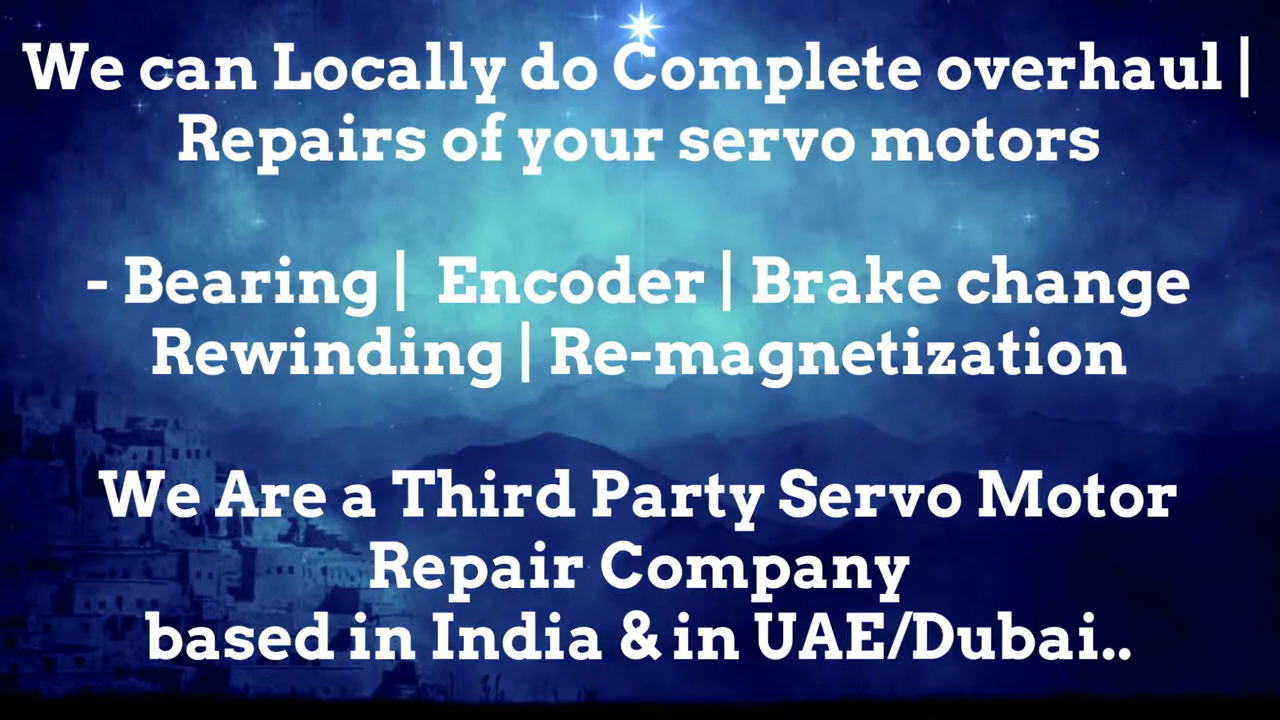 We can Locally do Complete overhaul |
Repairs of your servo motors
- Bearing | Encoder | Brake change
Rewinding | Re-magnetization
We Are a Third Party Servo Motor
Repair Company
based in India & in UAE/Dubai..